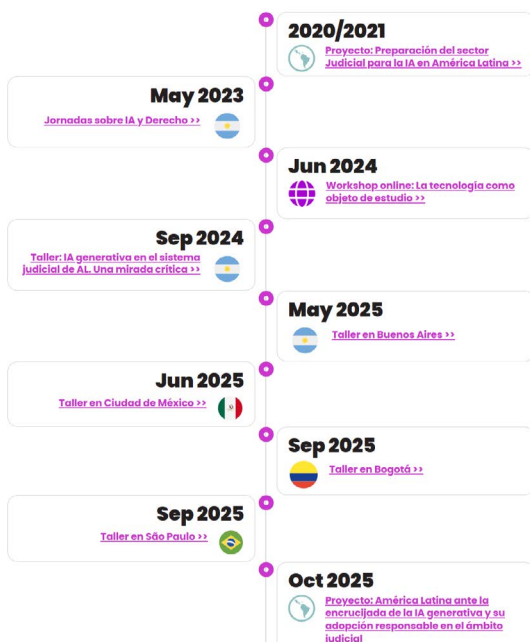 2020/2021
Proyecto: Preparación del sector
Judicial para la IA en América Latina >>
May 2023
Jornadas sobre IA y Derecho >>
Jun 2024
Workshop online: La tecnología como
objeto de estudio >>
Sep 2024
Taller: IA generativa en el sistema
judicial de AL. Una mirada crítica >>
May 2025
Taller en Buenos Aires >>
Jun 2025
Taller en Ciudad de México >>
Sep 2025
Taller en Bogotá >>
Sep 2025
Taller en São Paulo >>
Oct 2025
Proyecto: América Latina ante la
encrucijada de la IA generativa y su
adopción responsable en el ámbito
judicial